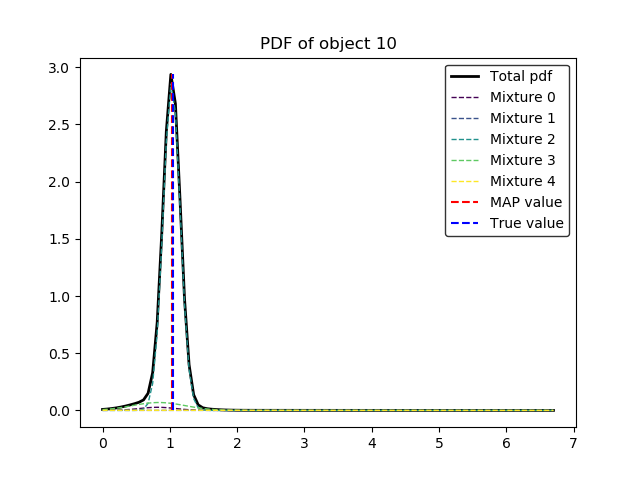 PDF of object 10
3.0
2.5
2.0
1.5
1.0
0.5
0.0
Total pdf
Mixture 0
Mixture 1
Mixture 2
Mixture 3
Mixture 4
MAP value
True value
0 1 2 3 4 5 6 7